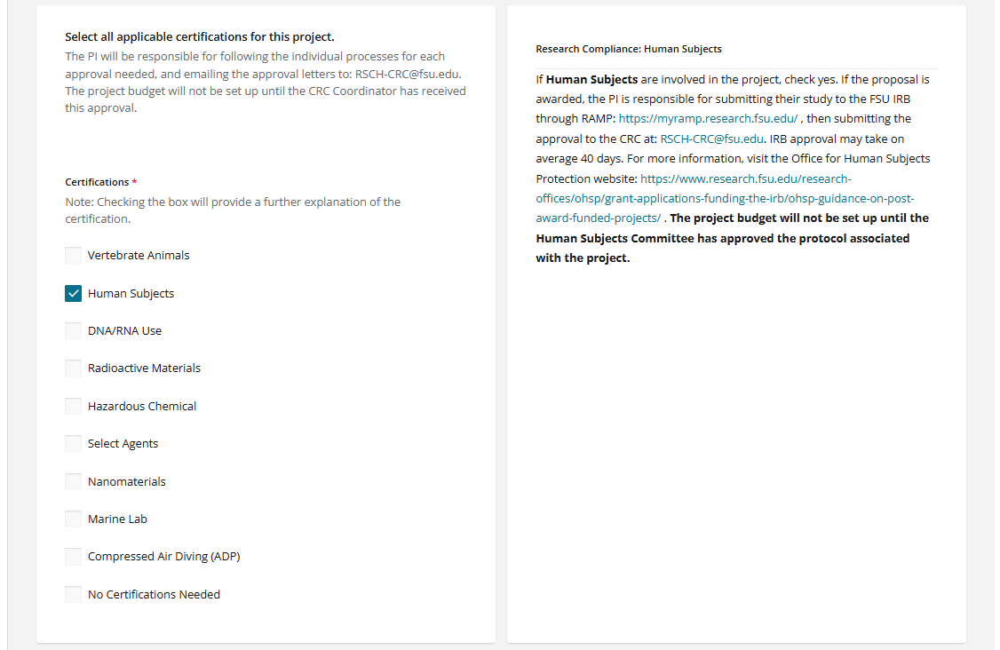 Select all applicable certifications for this project.
The PI will be responsible for following the individual processes for each
approval needed, and emailing the approval letters to: RSCH-CRC@fsu.edu.
The project budget will not be set up until the CRC Coordinator has received
this approval.
Certifications *
Note: Checking the box will provide a further explanation of the
certification.
Vertebrate Animals
Human Subjects
DNA/RNA Use
Radioactive Materials
Hazardous Chemical
Select Agents
Nanomaterials
Marine Lab
Compressed Air Diving (ADP)
No Certifications Needed
Research Compliance: Human Subjects
If Human Subjects are involved in the project, check yes. If the proposal is
awarded, the PI is responsible for submitting their study to the FSU IRB
through RAMP: https://myramp.research.fsu.edu/ , then submitting the
approval to the CRC at: RSCH-CRC@fsu.edu. IRB approval may take on
average 40 days. For more information, visit the Office for Human Subjects
Protection website: https://www.research.fsu.edu/research-
offices/ohsp/grant-applications-funding-the-irb/ohsp-guidance-on-post-
award-funded-projects/ . The project budget will not be set up until the
Human Subjects Committee has approved the protocol associated
with the project.